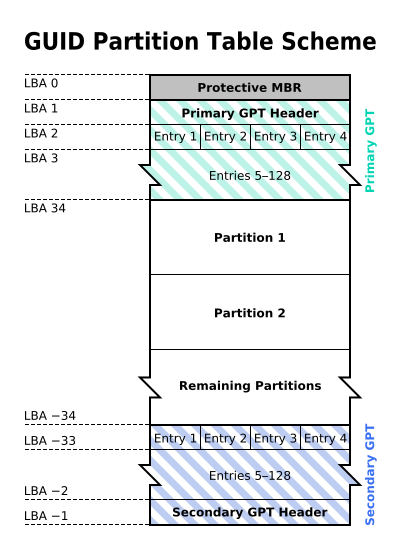 GUID Partition Table Scheme
LBA 0
Protective MBR
LBA 1
Primary GPT Header
LBA 2
Entry 1 Entry 2 Entry 3 Entry 4
LBA 3
Entries 5–128
Primary GPT
LBA 34
Partition 1
Partition 2
Remaining Partitions
LBA −34
LBA −33
Entry 1 Entry 2 Entry 3 Entry 4
Entries 5–128
LBA −2
Secondary GPT Header
LBA −1
Secondary GPT